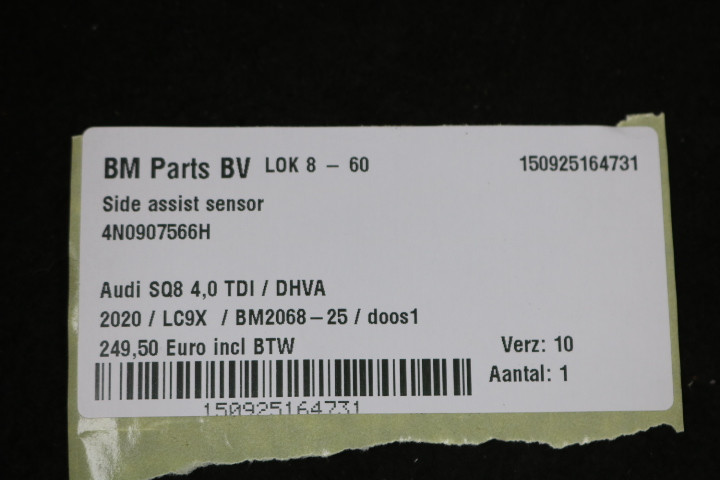 BM Parts BV LOK 8 – 60 150925164731
Side assist sensor
4N0907566H
Audi SQ8 4,0 TDI / DHVA
2020 / LC9X / BM2068–25 / doos1
249,50 Euro incl BTW Verz: 10
Aantal: 1
150925164731